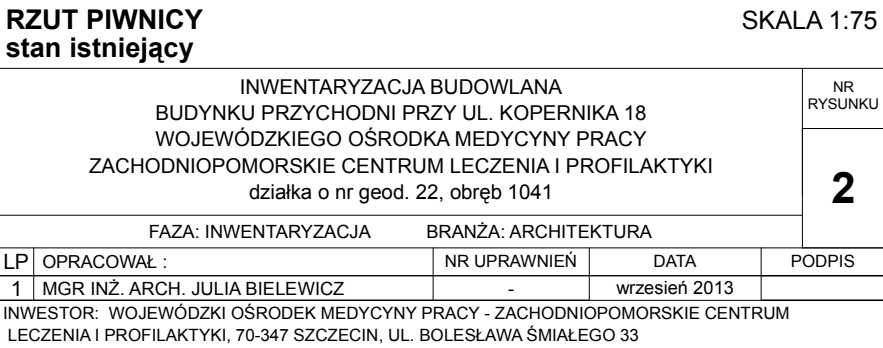 RZUT PIWNICY
SKALA 1:75
stan istniejący
INWENTARYZACJA BUDOWLANA
BUDYNKU PRZYCHODNI PRZY UL. KOPERNIKA 18
WOJEWÓDZKIEGO OŚRODKA MEDYCYNY PRACY
ZACHODNIOPOMORSKIE CENTRUM LECZENIA I PROFILAKTYKI
działka o nr geod. 22, obręb 1041
NR
RYSUNKU
2
FAZA: INWENTARYZACJA BRANŻA: ARCHITEKTURA
LP OPRACOWAŁ : NR UPRAWNIEŃ DATA PODPIS
1 MGR INŻ. ARCH. JULIA BIELEWICZ - wrzesień 2013
INWESTOR: WOJEWÓDZKI OŚRODEK MEDYCYNY PRACY - ZACHODNIOPOMORSKIE CENTRUM
LECZENIA I PROFILAKTYKI, 70-347 SZCZECIN, UL. BOLESŁAWA ŚMIAŁEGO 33